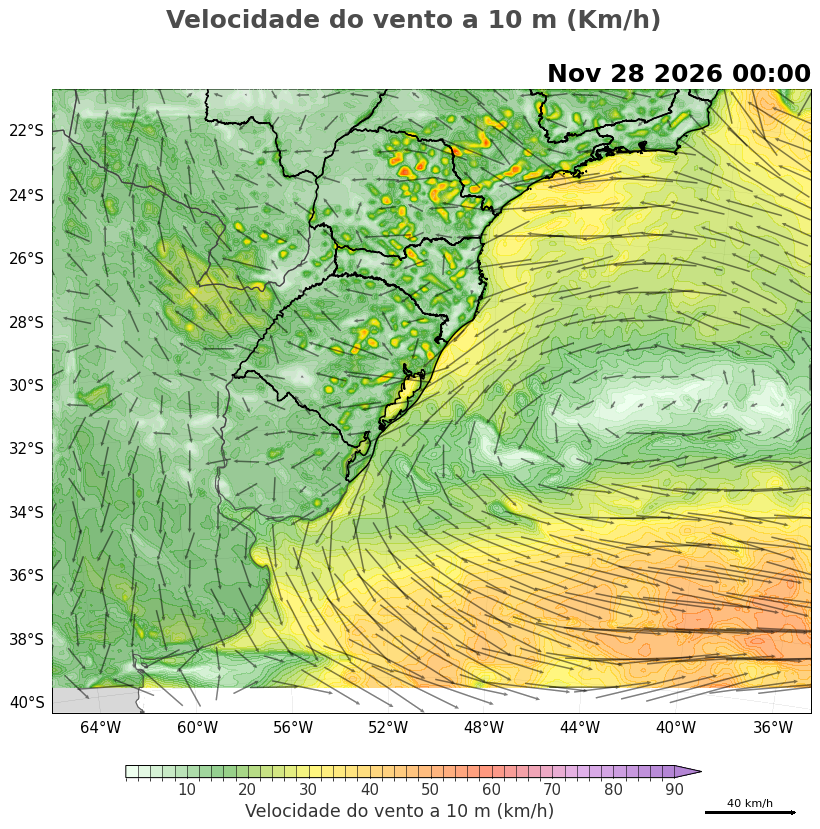 Velocidade do vento a 10 m (Km/h)
Nov 28 2026 00:00
22°S
24°S
26°S
28°S
30°S
32°S
34°S
36°S
38°S
40°S
64°W 60°W 56°W 52°W 48°W 44°W 40°W 36°W
10 20 30 40 50 60 70 80 90
Velocidade do vento a 10 m (km/h)
40 km/h